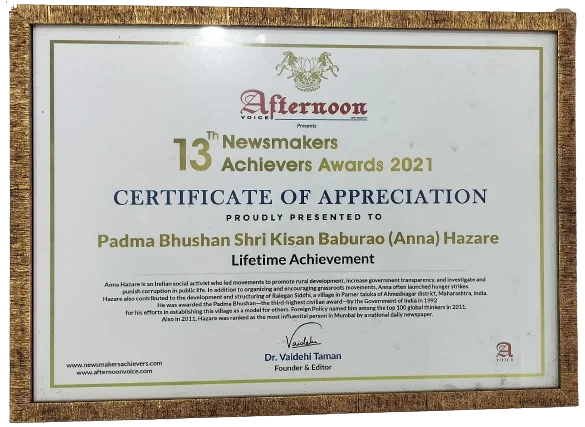 Afternoon
VOICE
Presents
13Th Newsmakers
Achievers Awards 2021
CERTIFICATE OF APPRECIATION
PROUDLY PRESENTED TO
Padma Bhushan Shri Kisan Baburao (Anna) Hazare
Lifetime Achievement
Anna Hazare is an Indian social activist who led movements to promote rural development, increase government transparency, and investigate and
punish corruption in public life. In addition to organizing and encouraging grassroots movements, Anna often launched hunger strikes.
Hazare also contributed to the development and structuring of Ralegan Siddhi, a village in Parner taluka of Ahmednagar district, Maharashtra, India.
He was awarded the Padma Bhushan—the third-highest civilian award—by the Government of India in 1992
for his efforts in establishing this village as a model for others. Foreign Policy named him among the top 100 global thinkers in 2011.
Also in 2011, Hazare was ranked as the most influential person in Mumbai by a national daily newspaper.
Vaidehi
Dr. Vaidehi Taman
Founder & Editor
www.newsmakersachievers.com
www.afternoonvoice.com
A
VOICE